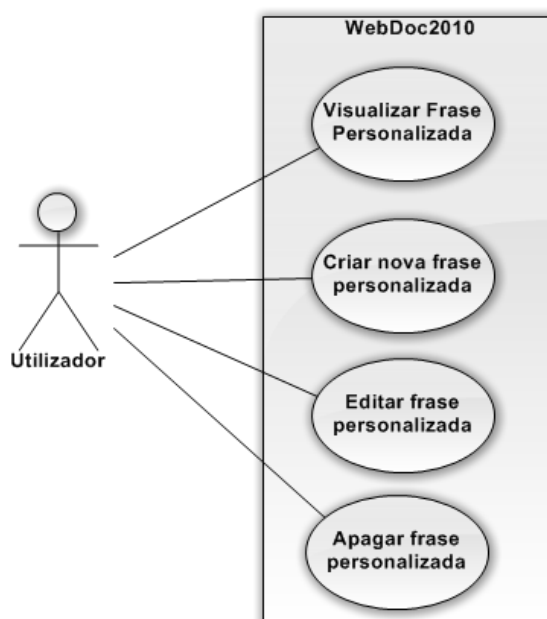 WebDoc2010
Visualizar Frase
Personalizada
Criar nova frase
personalizada
Utilizador
Editar frase
personalizada
Apagar frase
personalizada